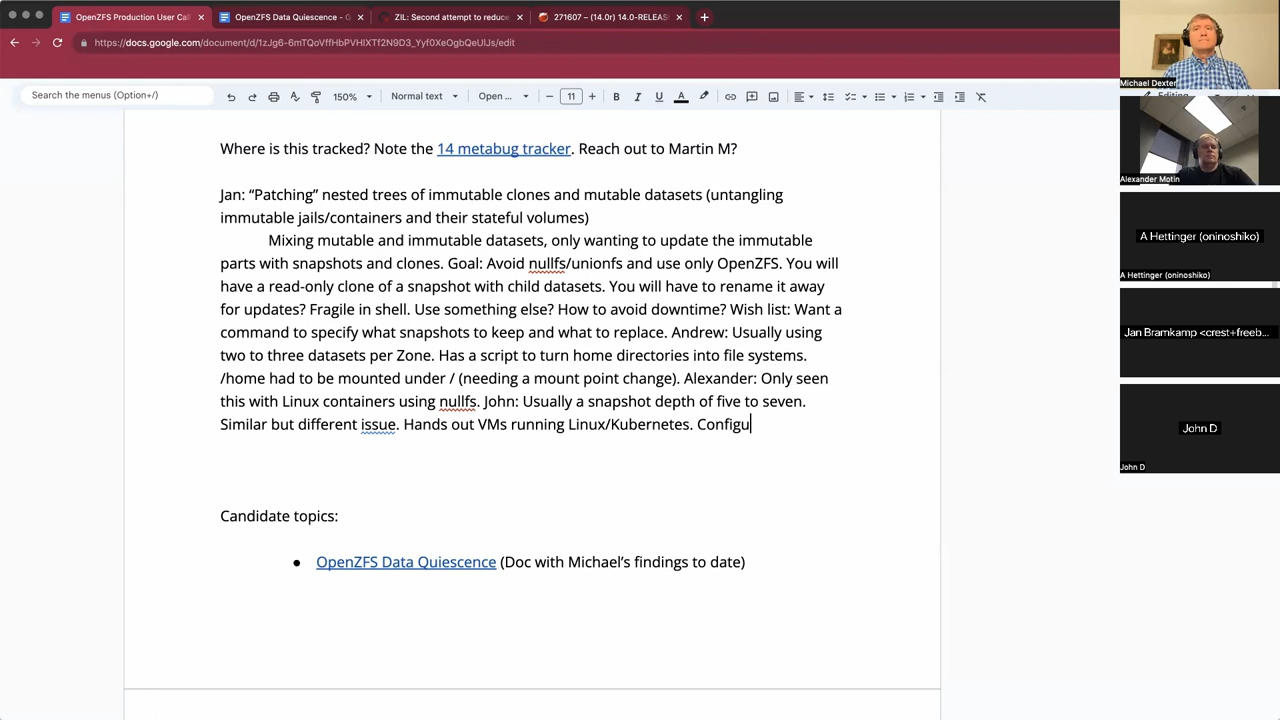 OpenZFS Production User Cal
OpenZFS Data Quiescence - G
ZIL: Second attempt to reduce
271607 – (14.0r) 14.0-RELEAS
https://docs.google.com/document/d/1zJg6-6mTQoVffHbPVHIXTf2N9D3_Yyf0XeOgbQeUlJs/edit
Search the menus (Option+/)
150%
Normal text
Open ...
11
Editing
Where is this tracked? Note the 14 metabug tracker. Reach out to Martin M?
Jan: “Patching” nested trees of immutable clones and mutable datasets (untangling
immutable jails/containers and their stateful volumes)
Mixing mutable and immutable datasets, only wanting to update the immutable
parts with snapshots and clones. Goal: Avoid nullfs/unionfs and use only OpenZFS. You will
have a read-only clone of a snapshot with child datasets. You will have to rename it away
for updates? Fragile in shell. Use something else? How to avoid downtime? Wish list: Want a
command to specify what snapshots to keep and what to replace. Andrew: Usually using
two to three datasets per Zone. Has a script to turn home directories into file systems.
/home had to be mounted under / (needing a mount point change). Alexander: Only seen
this with Linux containers using nullfs. John: Usually a snapshot depth of five to seven.
Similar but different issue. Hands out VMs running Linux/Kubernetes. Configu
Candidate topics:
● OpenZFS Data Quiescence (Doc with Michael’s findings to date)
Michael Dexter
Alexander Motin
A Hettinger (oninoshiko)
A Hettinger (oninoshiko)
Jan Bramkamp <crest+freeb...
John D
John D